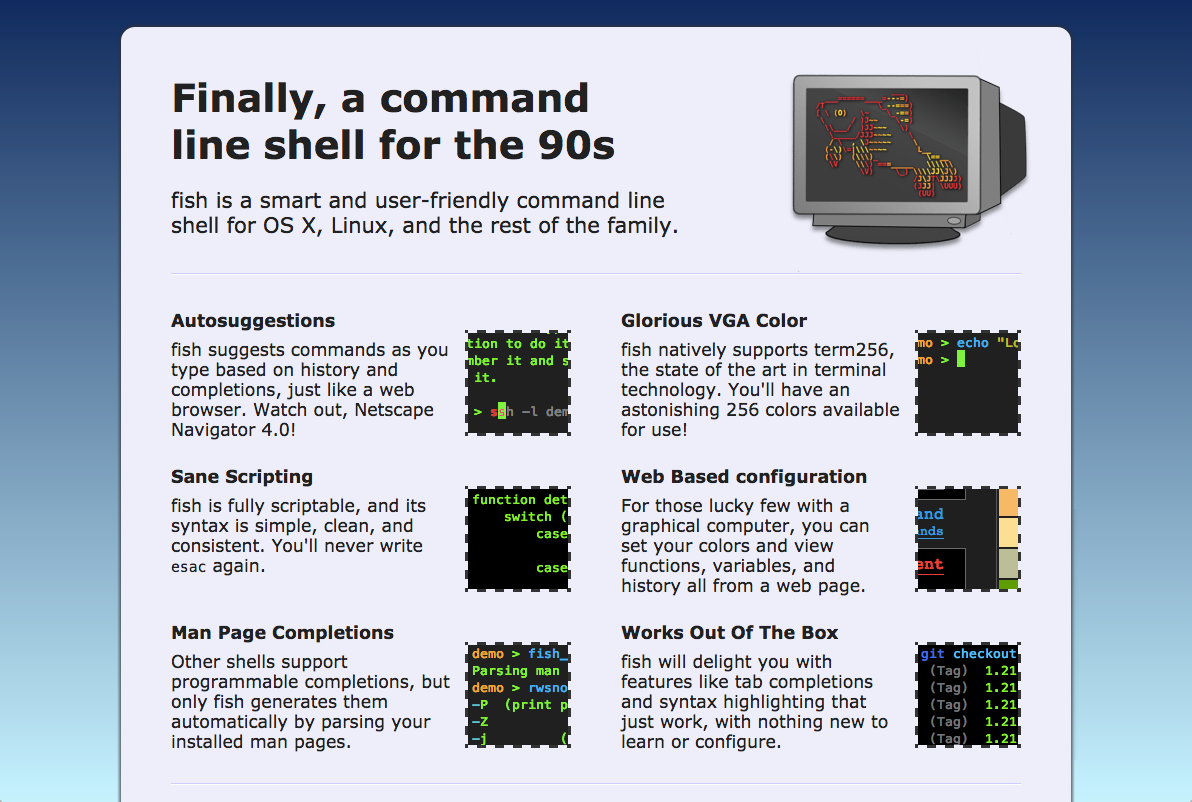 Finally, a command
line shell for the 90s
fish is a smart and user-friendly command line
shell for OS X, Linux, and the rest of the family.
Autosuggestions
fish suggests commands as you
type based on history and
completions, just like a web
browser. Watch out, Netscape
Navigator 4.0!
tion to do it
mber it and s
it.
> ssh -l dem
Glorious VGA Color
fish natively supports term256,
the state of the art in terminal
technology. You'll have an
astonishing 256 colors available
for use!
mo > echo "Lo
mo >
Sane Scripting
fish is fully scriptable, and its
syntax is simple, clean, and
consistent. You'll never write
esac again.
function det
switch (
case
case
Web Based configuration
For those lucky few with a
graphical computer, you can
set your colors and view
functions, variables, and
history all from a web page.
and
nds
ent
Man Page Completions
Other shells support
programmable completions, but
only fish generates them
automatically by parsing your
installed man pages.
demo > fish_
Parsing man
demo > rwsno
-P (print p
-Z
-j (
Works Out Of The Box
fish will delight you with
features like tab completions
and syntax highlighting that
just work, with nothing new to
learn or configure.
git checkout
(Tag) 1.21
(Tag) 1.21
(Tag) 1.21
(Tag) 1.21
(Tag) 1.21